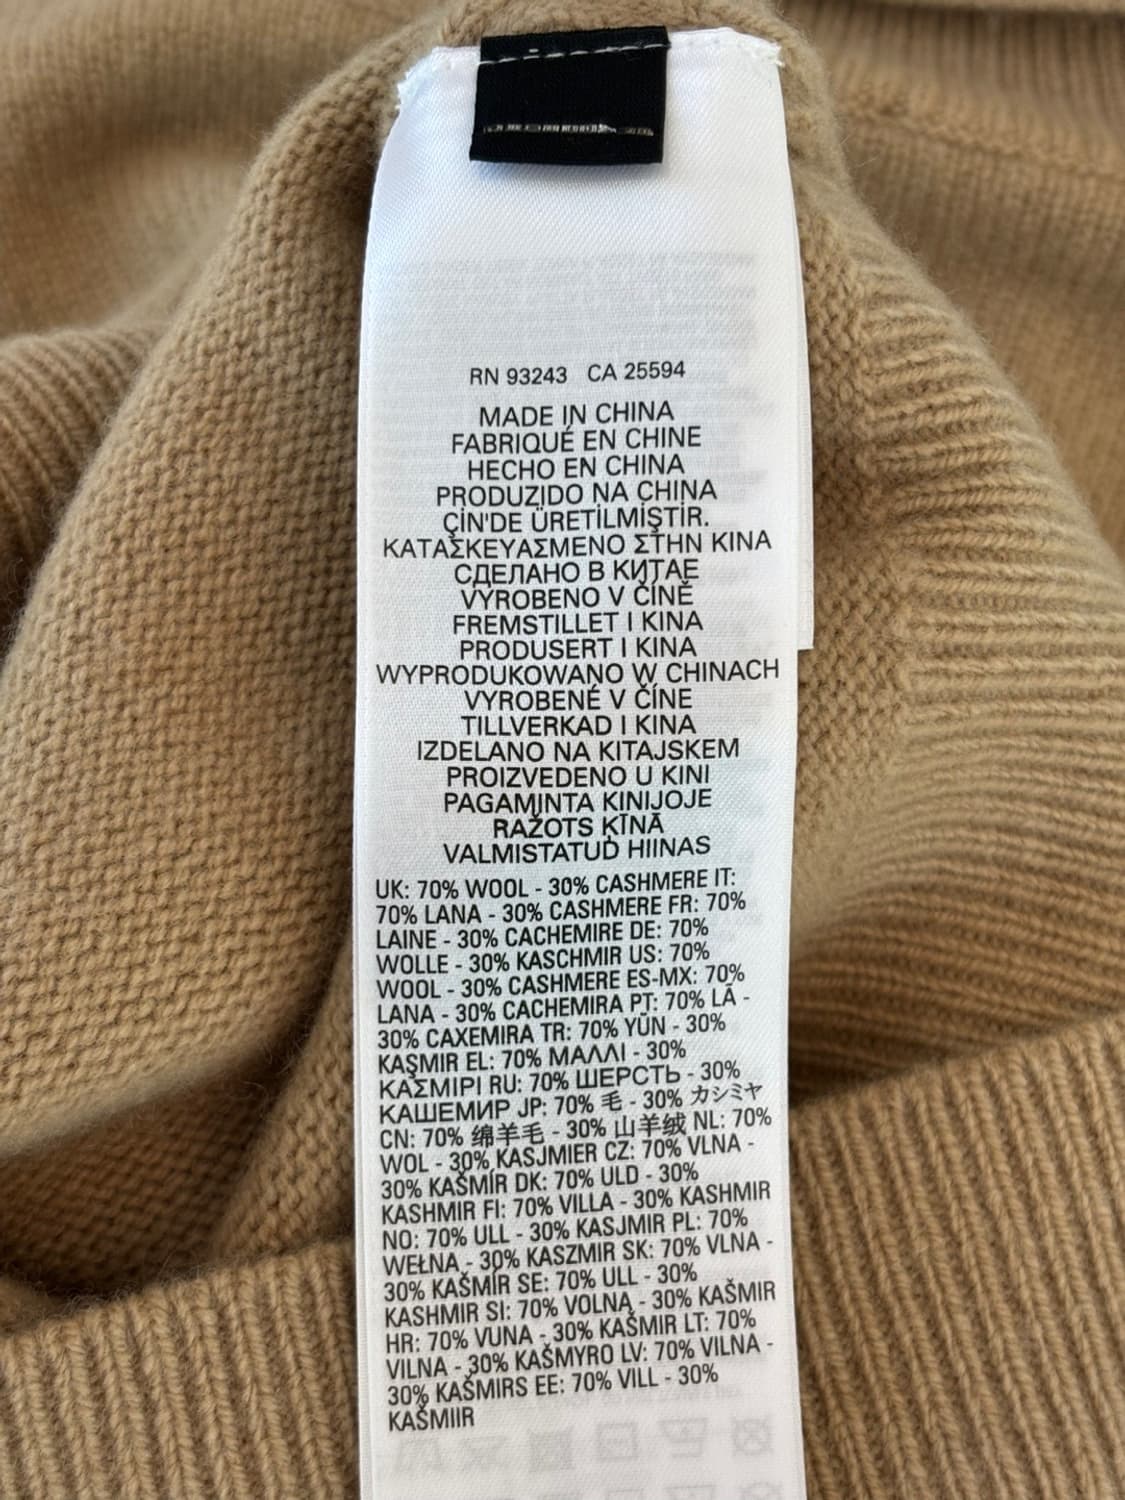 RN 93243 CA 25594
MADE IN CHINA
FABRIQUÉ EN CHINE
HECHO EN CHINA
PRODUZIDO NA CHINA
ÇİN'DE ÜRETİLMİŞTİR.
ΚΑΤΑΣΚΕΥΑΣΜΕΝΟ ΣΤΗΝ ΚΙΝΑ
СДЕЛАНО В КИТАЕ
VYROBENO V ČÍNĚ
FREMSTILLET I KINA
PRODUSERT I KINA
WYPRODUKOWANO W CHINACH
VYROBENÉ V ČÍNE
TILLVERKAD I KINA
IZDELANO NA KITAJSKEM
PROIZVEDENO U KINI
PAGAMINTA KINIJOJE
RAŽOTS ĶĪNĀ
VALMISTATUD HIINAS
UK: 70% WOOL - 30% CASHMERE IT:
70% LANA - 30% CASHMERE FR: 70%
LAINE - 30% CACHEMIRE DE: 70%
WOLLE - 30% KASCHMIR US: 70%
WOOL - 30% CASHMERE ES-MX: 70%
LANA - 30% CACHEMIRA PT: 70% LÃ -
30% CAXEMIRA TR: 70% YÜN - 30%
KAŞMIR EL: 70% ΜΑΛΛΙ - 30%
ΚΑΣΜΙΡΙ RU: 70% ШЕРСТЬ - 30%
КАШЕМИР JP: 70% 毛 - 30% カシミヤ
CN: 70% 绵羊毛 - 30% 山羊绒 NL: 70%
WOL - 30% KASJMIER CZ: 70% VLNA -
30% KAŠMÍR DK: 70% ULD - 30%
KASHMIR FI: 70% VILLA - 30% KASHMIR
NO: 70% ULL - 30% KASJMIR PL: 70%
WEŁNA - 30% KASZMIR SK: 70% VLNA -
30% KAŠMÍR SE: 70% ULL - 30%
KASHMIR SI: 70% VOLNA - 30% KAŠMIR
HR: 70% VUNA - 30% KAŠMIR LT: 70%
VILNA - 30% KAŠMYRO LV: 70% VILNA -
30% KAŠMIRS EE: 70% VILL - 30%
KAŠMIIR